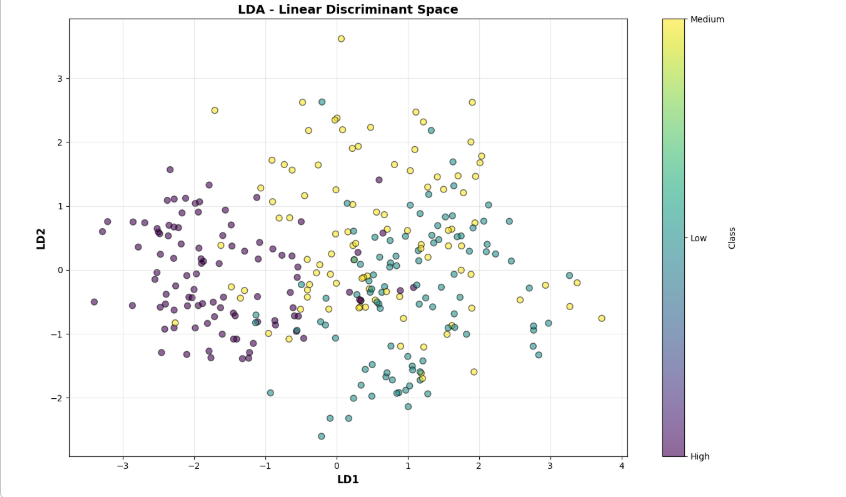 LDA - Linear Discriminant Space
3
2
1
0
−1
−2
LD2
−3
−2
−1
0
1
2
3
4
LD1
Medium
Low
High
Class